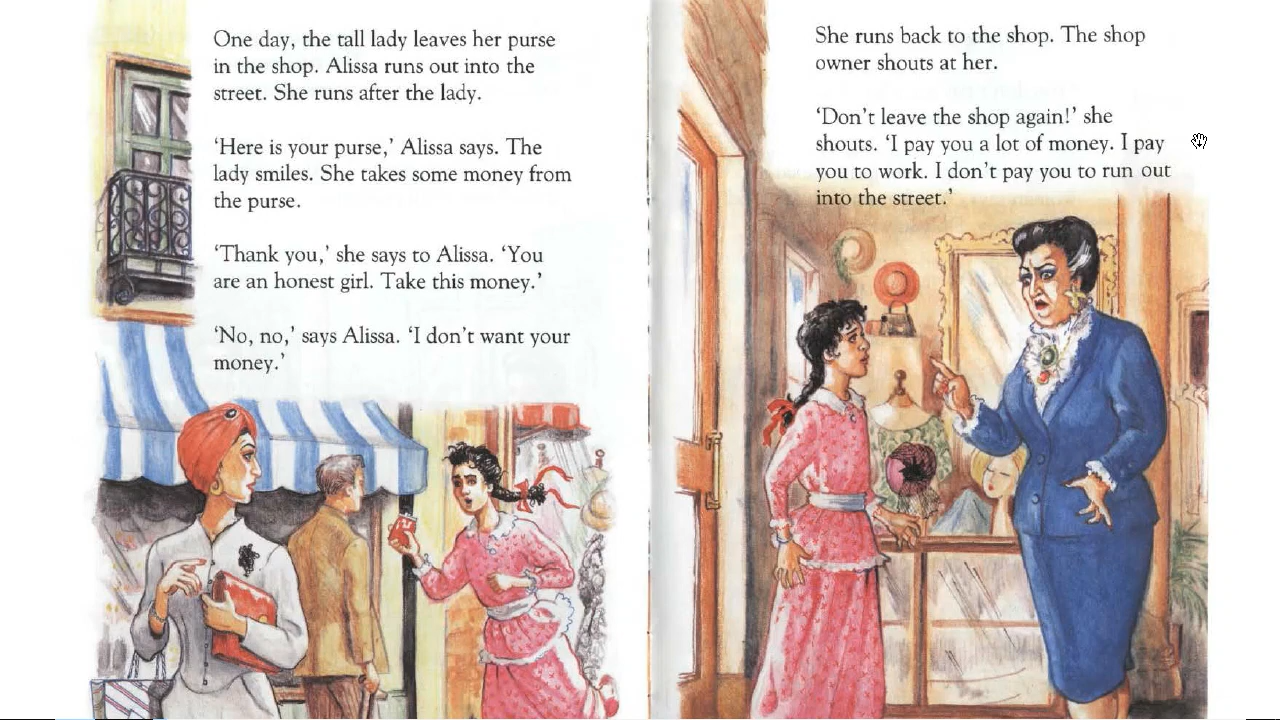 One day, the tall lady leaves her purse
in the shop. Alissa runs out into the
street. She runs after the lady.
‘Here is your purse,’ Alissa says. The
lady smiles. She takes some money from
the purse.
‘Thank you,’ she says to Alissa. ‘You
are an honest girl. Take this money.’
‘No, no,’ says Alissa. ‘I don’t want your
money.’
She runs back to the shop. The shop
owner shouts at her.
‘Don’t leave the shop again!’ she
shouts. ‘I pay you a lot of money. I pay
you to work. I don’t pay you to run out
into the street.’